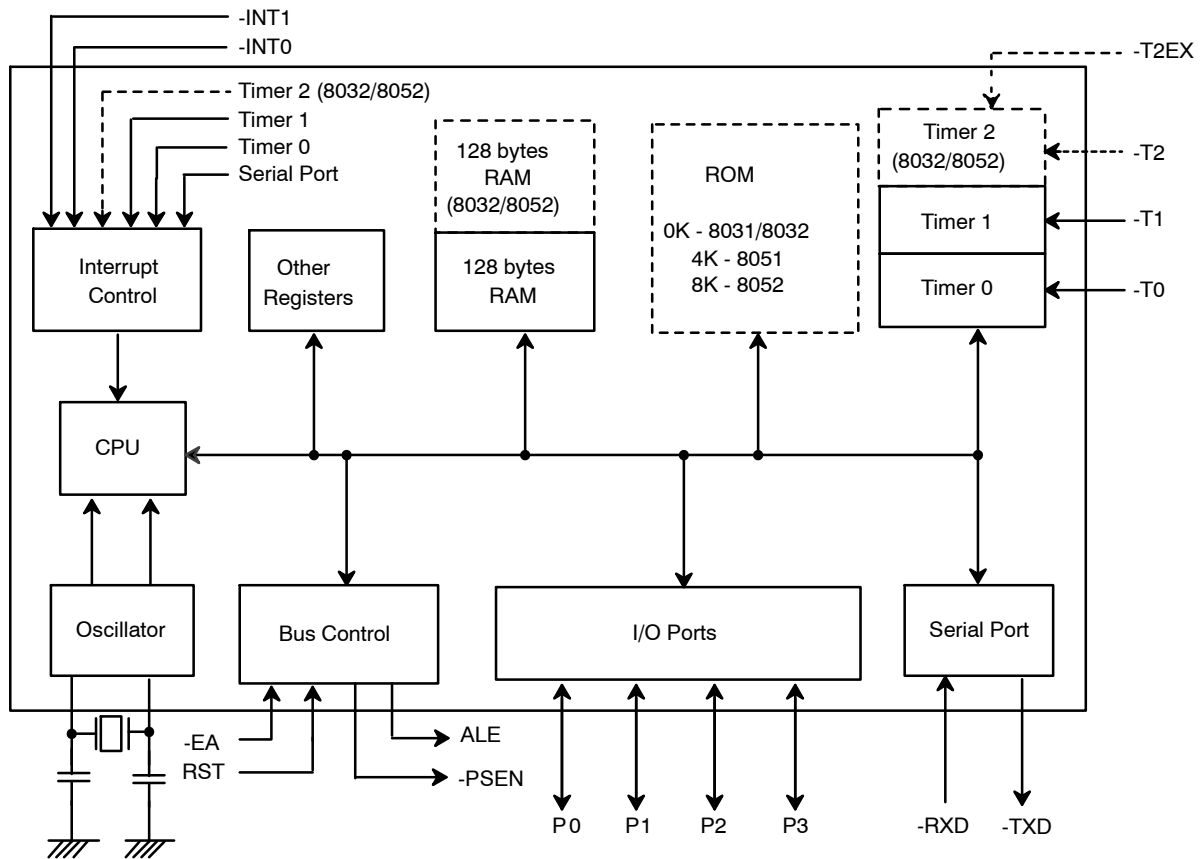 -INT1
-INT0
-T2EX
Timer 2 (8032/8052)
Timer 1
Timer 0
Serial Port
128 bytes
RAM
(8032/8052)
ROM
0K - 8031/8032
4K - 8051
8K - 8052
Timer 2
(8032/8052)
-T2
Timer 1
-T1
Timer 0
-T0
Interrupt
Control
Other
Registers
128 bytes
RAM
CPU
Oscillator
Bus Control
I/O Ports
Serial Port
-EA
RST
ALE
-PSEN
P0
P1
P2
P3
-RXD
-TXD